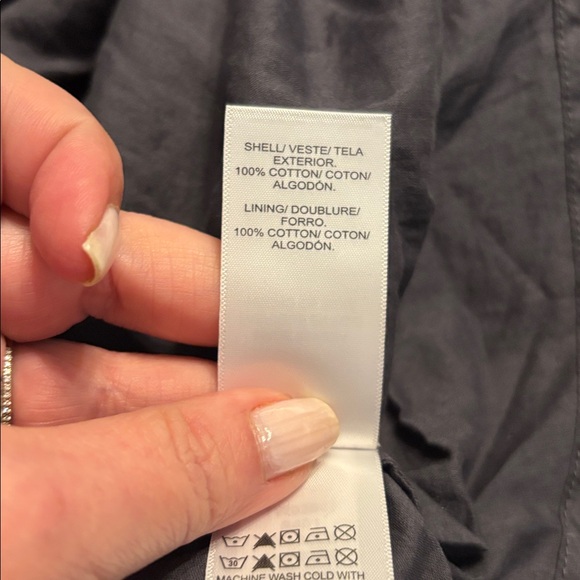 SHELL/ VESTE/ TELA
EXTERIOR.
100% COTTON/ COTON/
ALGODÓN.
LINING/ DOUBLURE/
FORRO.
100% COTTON/ COTON/
ALGODÓN.
30
MACHINE WASH COLD WITH